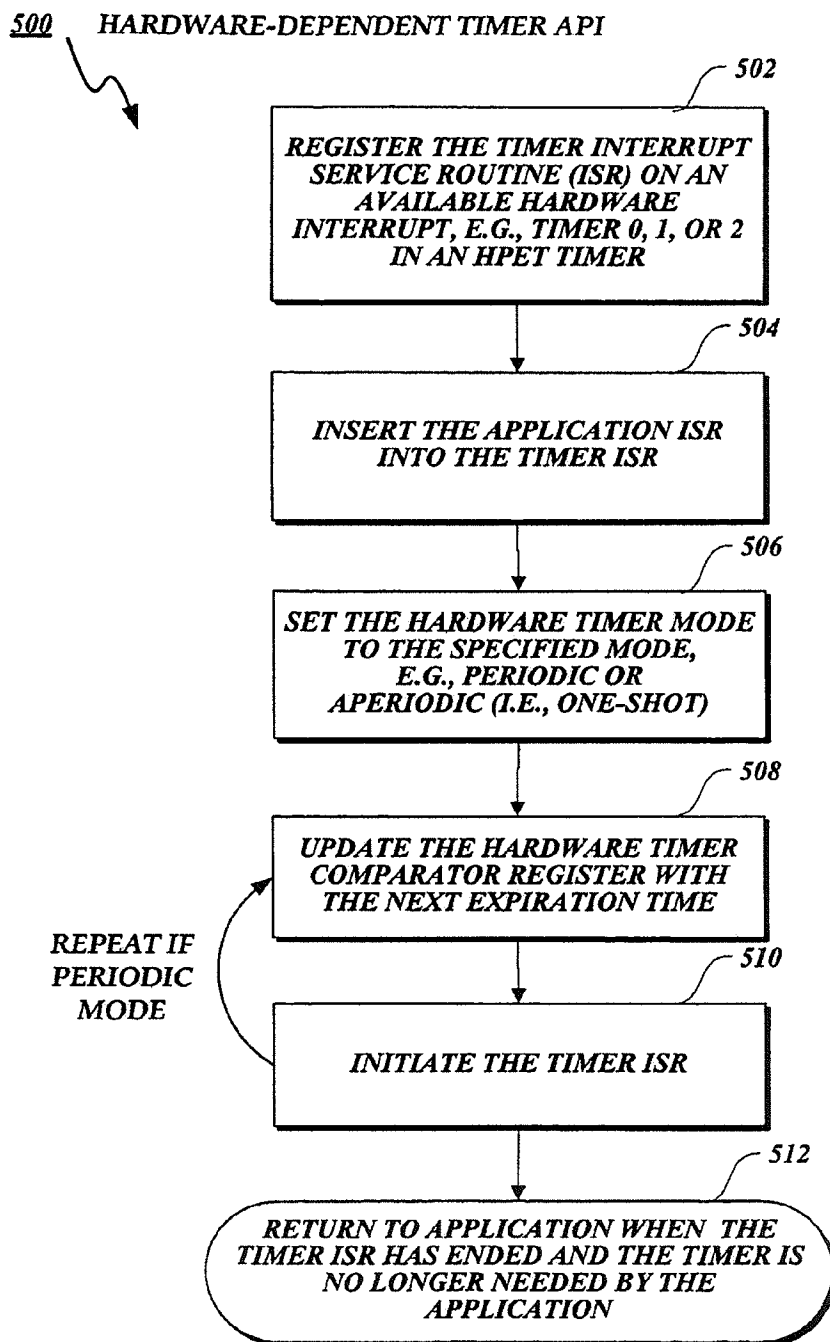 500 HARDWARE-DEPENDENT TIMER API
502
REGISTER THE TIMER INTERRUPT
SERVICE ROUTINE (ISR) ON AN
AVAILABLE HARDWARE
INTERRUPT, E.G., TIMER 0, 1, OR 2
IN AN HPET TIMER
504
INSERT THE APPLICATION ISR
INTO THE TIMER ISR
506
SET THE HARDWARE TIMER MODE
TO THE SPECIFIED MODE,
E.G., PERIODIC OR
APERIODIC (I.E., ONE-SHOT)
508
UPDATE THE HARDWARE TIMER
COMPARATOR REGISTER WITH
THE NEXT EXPIRATION TIME
REPEAT IF
PERIODIC
MODE
510
INITIATE THE TIMER ISR
512
RETURN TO APPLICATION WHEN THE
TIMER ISR HAS ENDED AND THE TIMER IS
NO LONGER NEEDED BY THE
APPLICATION